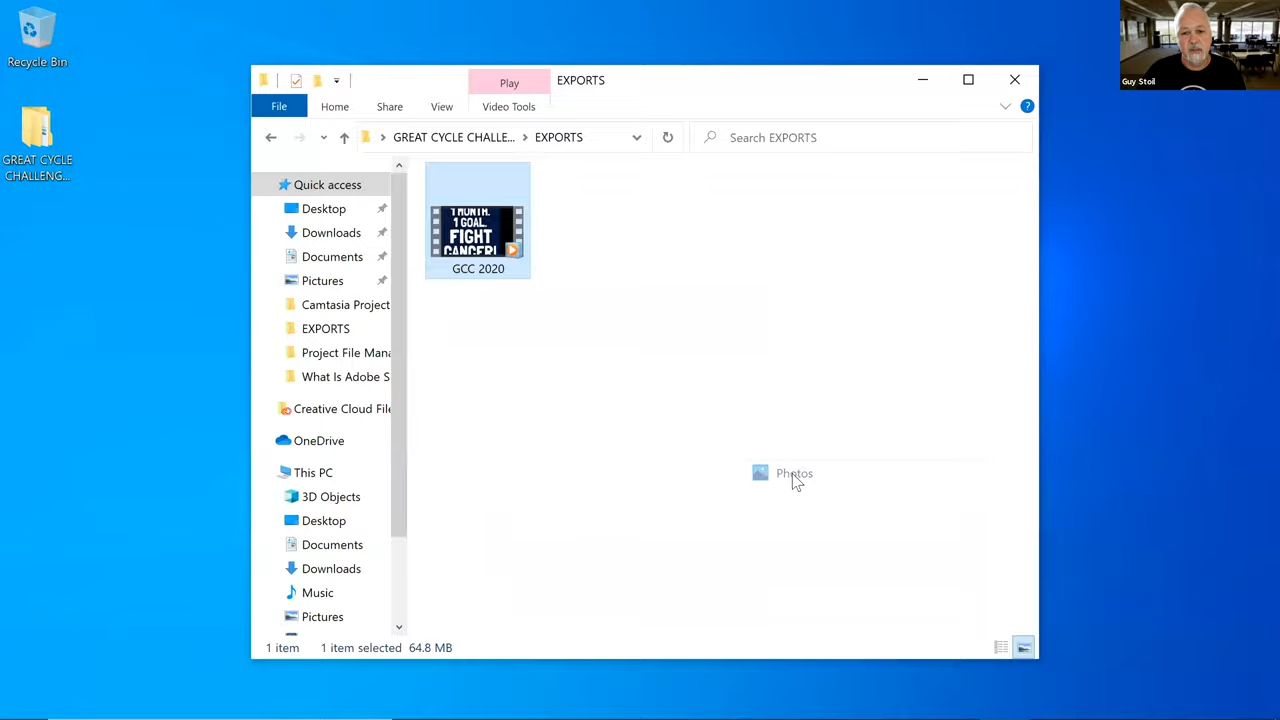 Recycle Bin
GREAT CYCLE
CHALLENG...
Play
EXPORTS
File
Home
Share
View
Video Tools
GREAT CYCLE CHALLE...
EXPORTS
Search EXPORTS
Quick access
Desktop
Downloads
Documents
Pictures
Camtasia Project
EXPORTS
Project File Mana
What Is Adobe S
Creative Cloud File
OneDrive
This PC
3D Objects
Desktop
Documents
Downloads
Music
Pictures
1 MONTH.
1 GOAL.
FIGHT
CANCER!
GCC 2020
Photos
1 item
1 item selected
64.8 MB
Guy Stoil